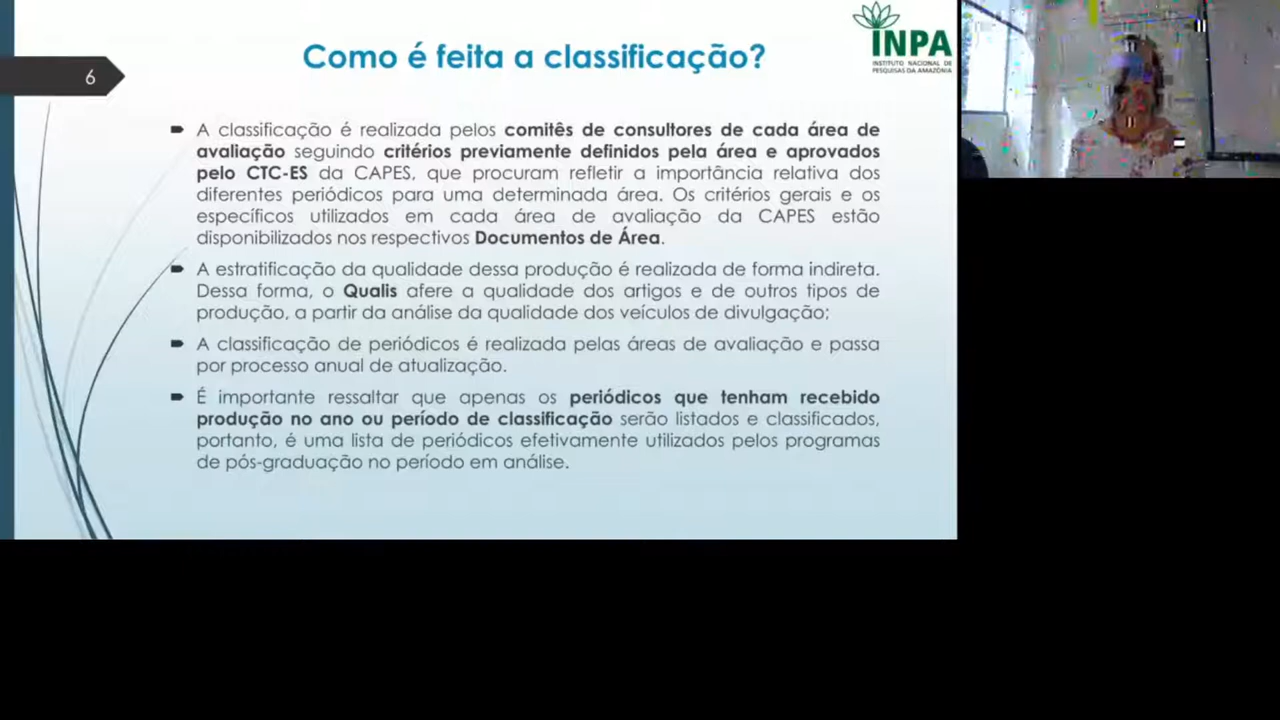 6
Como é feita a classificação?
INPA
INSTITUTO NACIONAL DE
PESQUISAS DA AMAZÔNIA
A classificação é realizada pelos comitês de consultores de cada área de
avaliação seguindo critérios previamente definidos pela área e aprovados
pelo CTC-ES da CAPES, que procuram refletir a importância relativa dos
diferentes periódicos para uma determinada área. Os critérios gerais e os
específicos utilizados em cada área de avaliação da CAPES estão
disponibilizados nos respectivos Documentos de Área.
A estratificação da qualidade dessa produção é realizada de forma indireta.
Dessa forma, o Qualis afere a qualidade dos artigos e de outros tipos de
produção, a partir da análise da qualidade dos veículos de divulgação;
A classificação de periódicos é realizada pelas áreas de avaliação e passa
por processo anual de atualização.
É importante ressaltar que apenas os periódicos que tenham recebido
produção no ano ou período de classificação serão listados e classificados,
portanto, é uma lista de periódicos efetivamente utilizados pelos programas
de pós-graduação no período em análise.